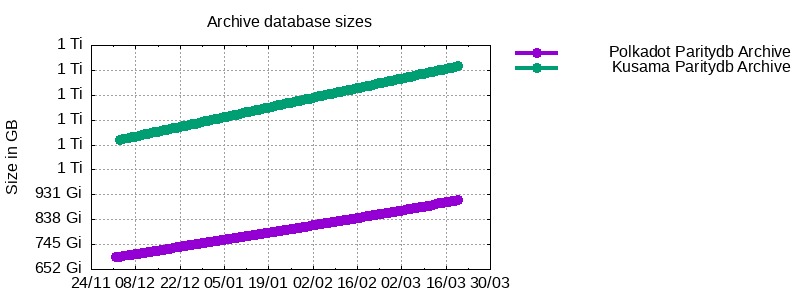 Archive database sizes
1 Ti
1 Ti
1 Ti
1 Ti
1 Ti
1 Ti
931 Gi
838 Gi
745 Gi
652 Gi
Size in GB
24/11 08/12 22/12 05/01 19/01 02/02 16/02 02/03 16/03 30/03
Polkadot Paritydb Archive
Kusama Paritydb Archive